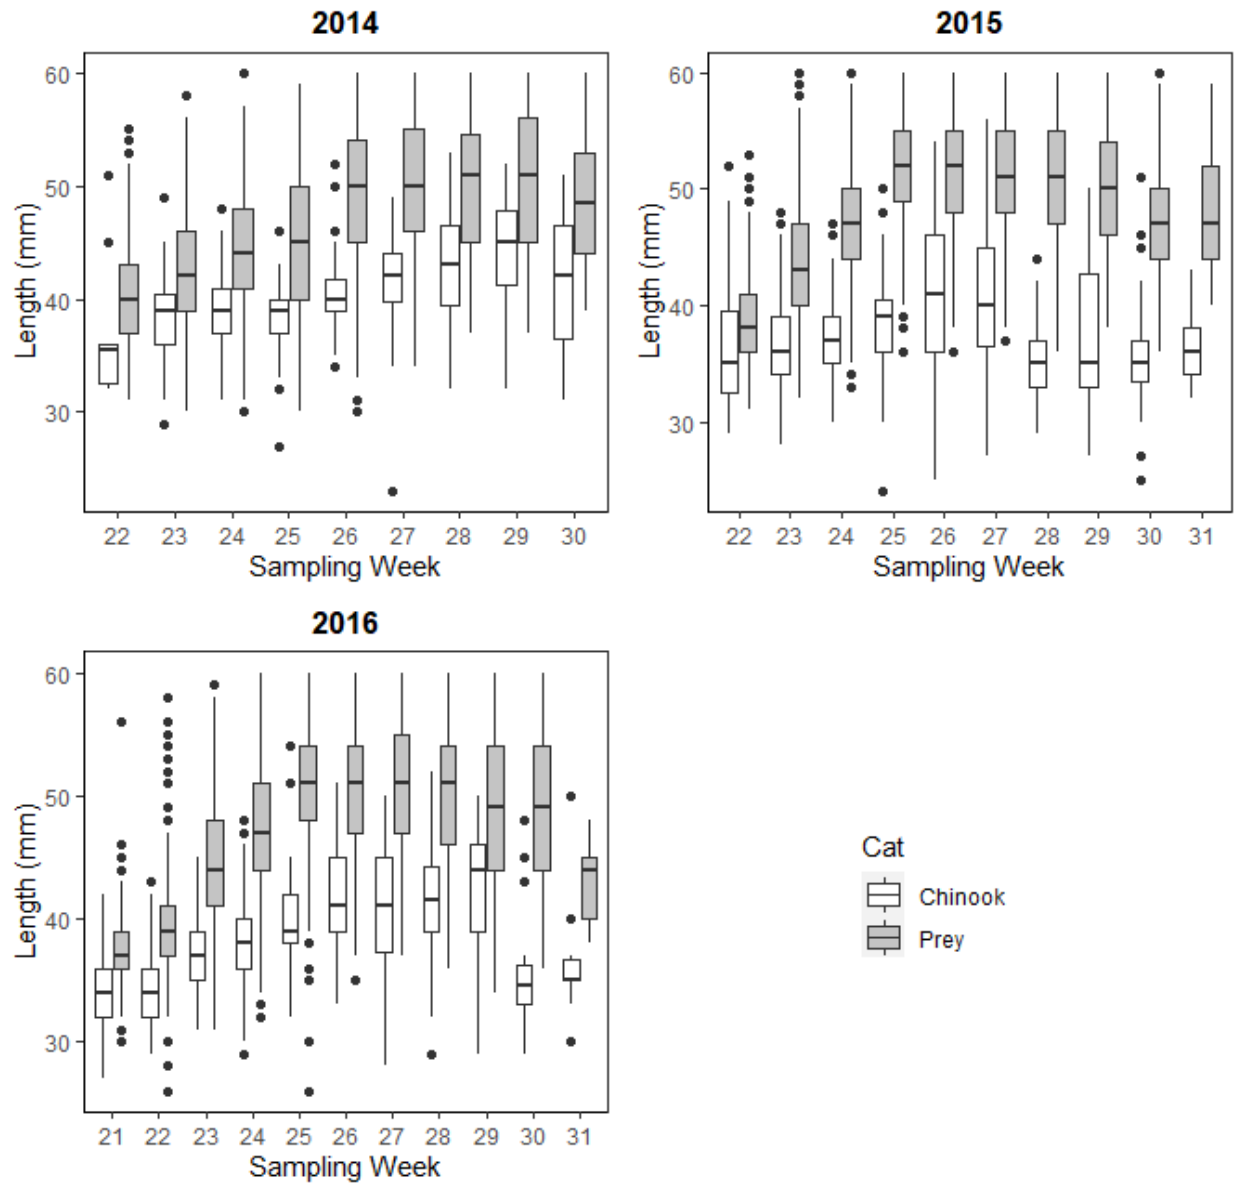 2014
60
50
40
30
Length (mm)
22 23 24 25 26 27 28 29 30
Sampling Week
2015
60
50
40
30
Length (mm)
22 23 24 25 26 27 28 29 30 31
Sampling Week
2016
60
50
40
30
Length (mm)
21 22 23 24 25 26 27 28 29 30 31
Sampling Week
Cat
Chinook
Prey